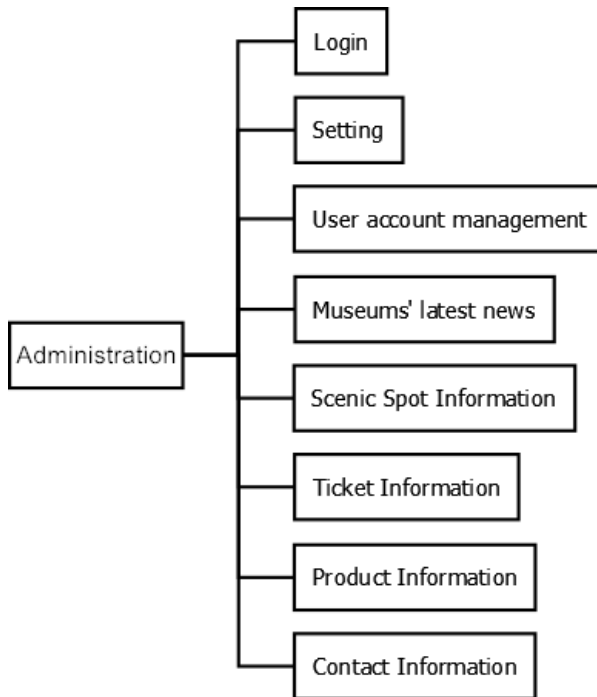 Login
Setting
User account management
Museums' latest news
Administration
Scenic Spot Information
Ticket Information
Product Information
Contact Information